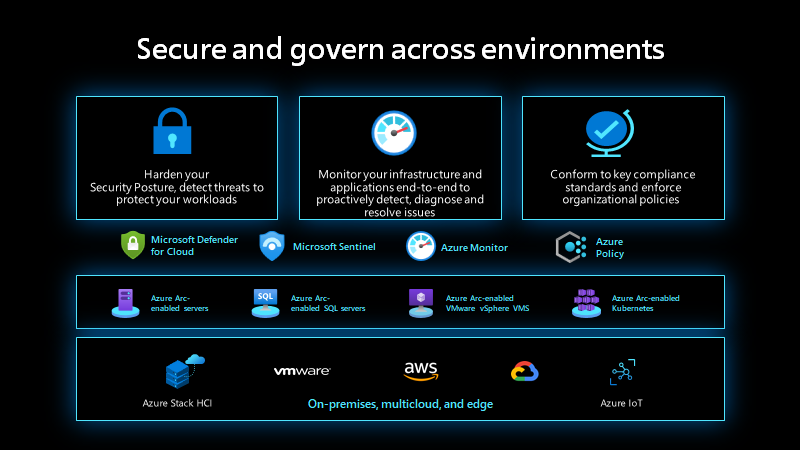 Secure and govern across environments
Harden your
Security Posture, detect threats to
protect your workloads
Monitor your infrastructure and
applications end-to-end to
proactively detect, diagnose and
resolve issues
Conform to key compliance
standards and enforce
organizational policies
Microsoft Defender
for Cloud
Microsoft Sentinel
Azure Monitor
Azure
Policy
Azure Arc-
enabled servers
SQL
Azure Arc-
enabled SQL servers
Azure Arc-enabled
VMware vSphere VMS
Azure Arc-enabled
Kubernetes
vmware®
aws
Azure Stack HCI
On-premises, multicloud, and edge
Azure IoT